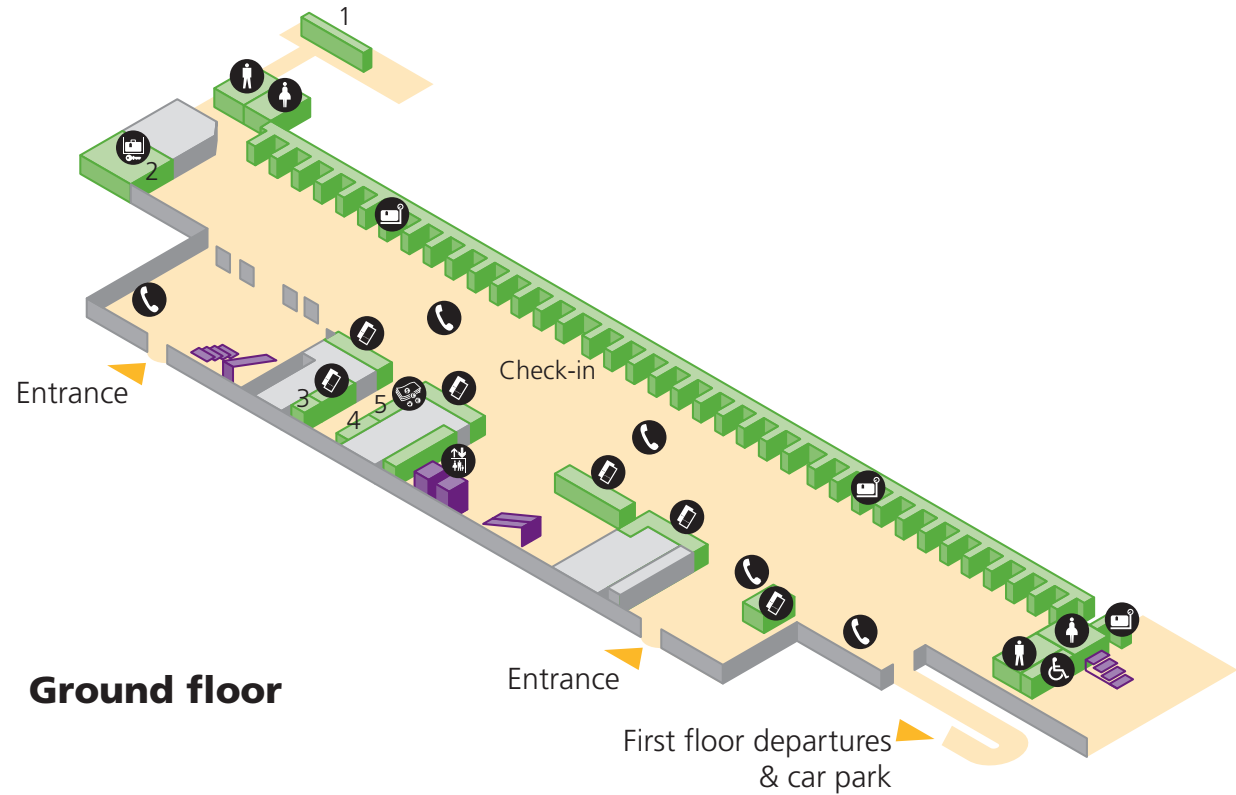 1
2
Entrance
3
4
5
Check-in
Entrance
Ground floor
First floor departures
& car park